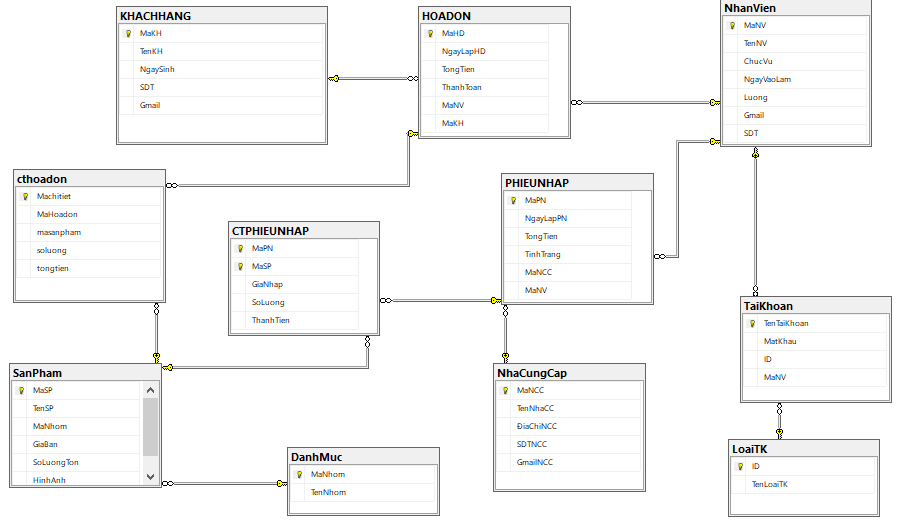 KHACHHANG
MaKH
TenKH
NgaySinh
SDT
Gmail
HOADON
MaHD
NgayLapHD
TongTien
ThanhToan
MaNV
MaKH
NhanVien
MaNV
TenNV
ChucVu
NgayVaoLam
Luong
Gmail
SDT
cthoadon
Machitiet
MaHoadon
masanpham
soluong
tongtien
CTPHIEUNHAP
MaPN
MaSP
GiaNhap
SoLuong
ThanhTien
PHIEUNHAP
MaPN
NgayLapPN
TongTien
TinhTrang
MaNCC
MaNV
TaiKhoan
TenTaiKhoan
MatKhau
ID
MaNV
SanPham
MaSP
TenSP
MaNhom
GiaBan
SoLuongTon
HinhAnh
DanhMuc
MaNhom
TenNhom
NhaCungCap
MaNCC
TenNhaCC
ĐiaChiNCC
SDTNCC
GmailNCC
LoaiTK
ID
TenLoaiTK